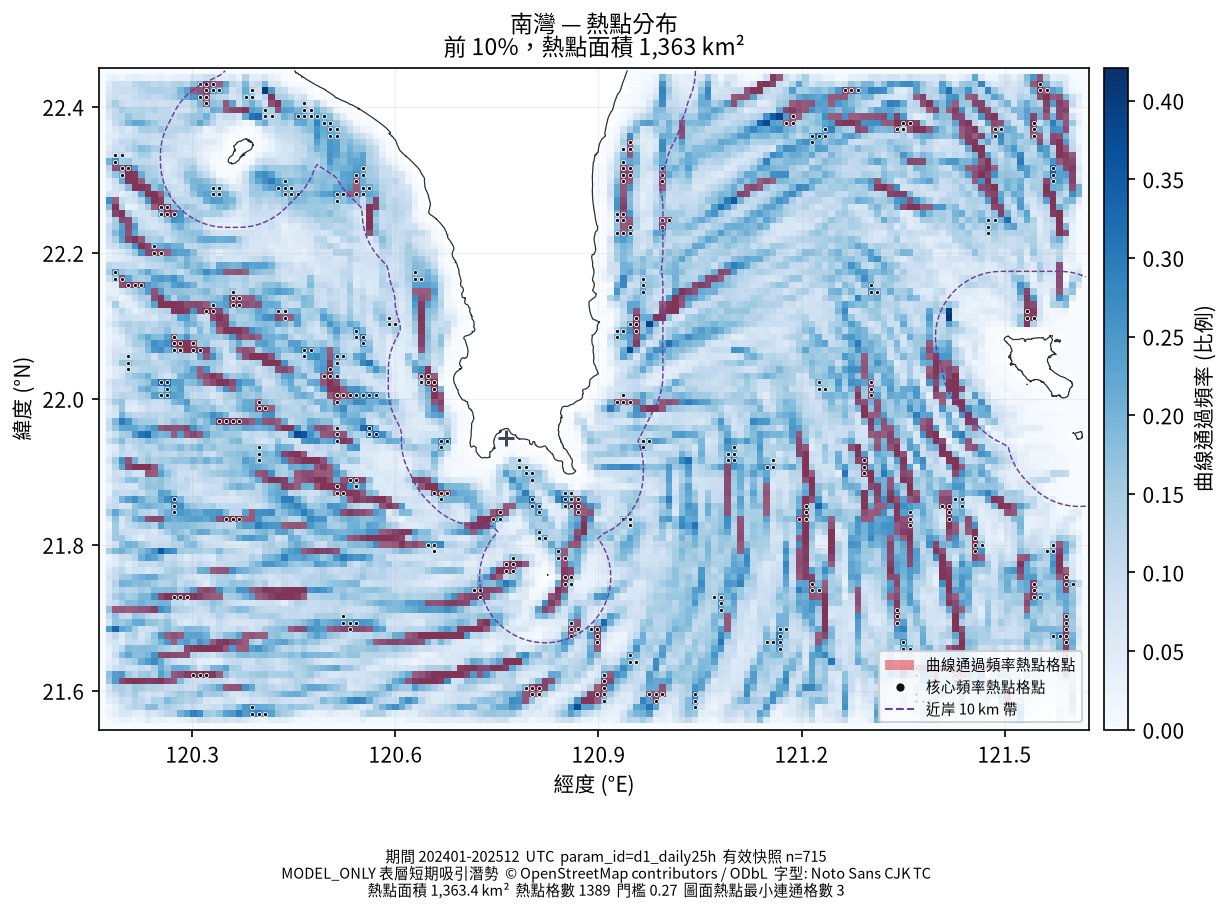 南灣 — 熱點分布
前 10%，熱點面積 1,363 km²
22.4
22.2
22.0
21.8
21.6
緯度 (°N)
120.3
120.6
120.9
121.2
121.5
經度 (°E)
曲線通過頻率熱點格點
核心頻率熱點格點
近岸 10 km 帶
0.40
0.35
0.30
0.25
0.20
0.15
0.10
0.05
0.00
曲線通過頻率 (比例)
期間 202401-202512 UTC param_id=d1_daily25h 有效快照 n=715
MODEL_ONLY 表層短期吸引潛勢 © OpenStreetMap contributors / ODbL 字型: Noto Sans CJK TC
熱點面積 1,363.4 km² 熱點格數 1389 門檻 0.27 圖面熱點最小連通格數 3